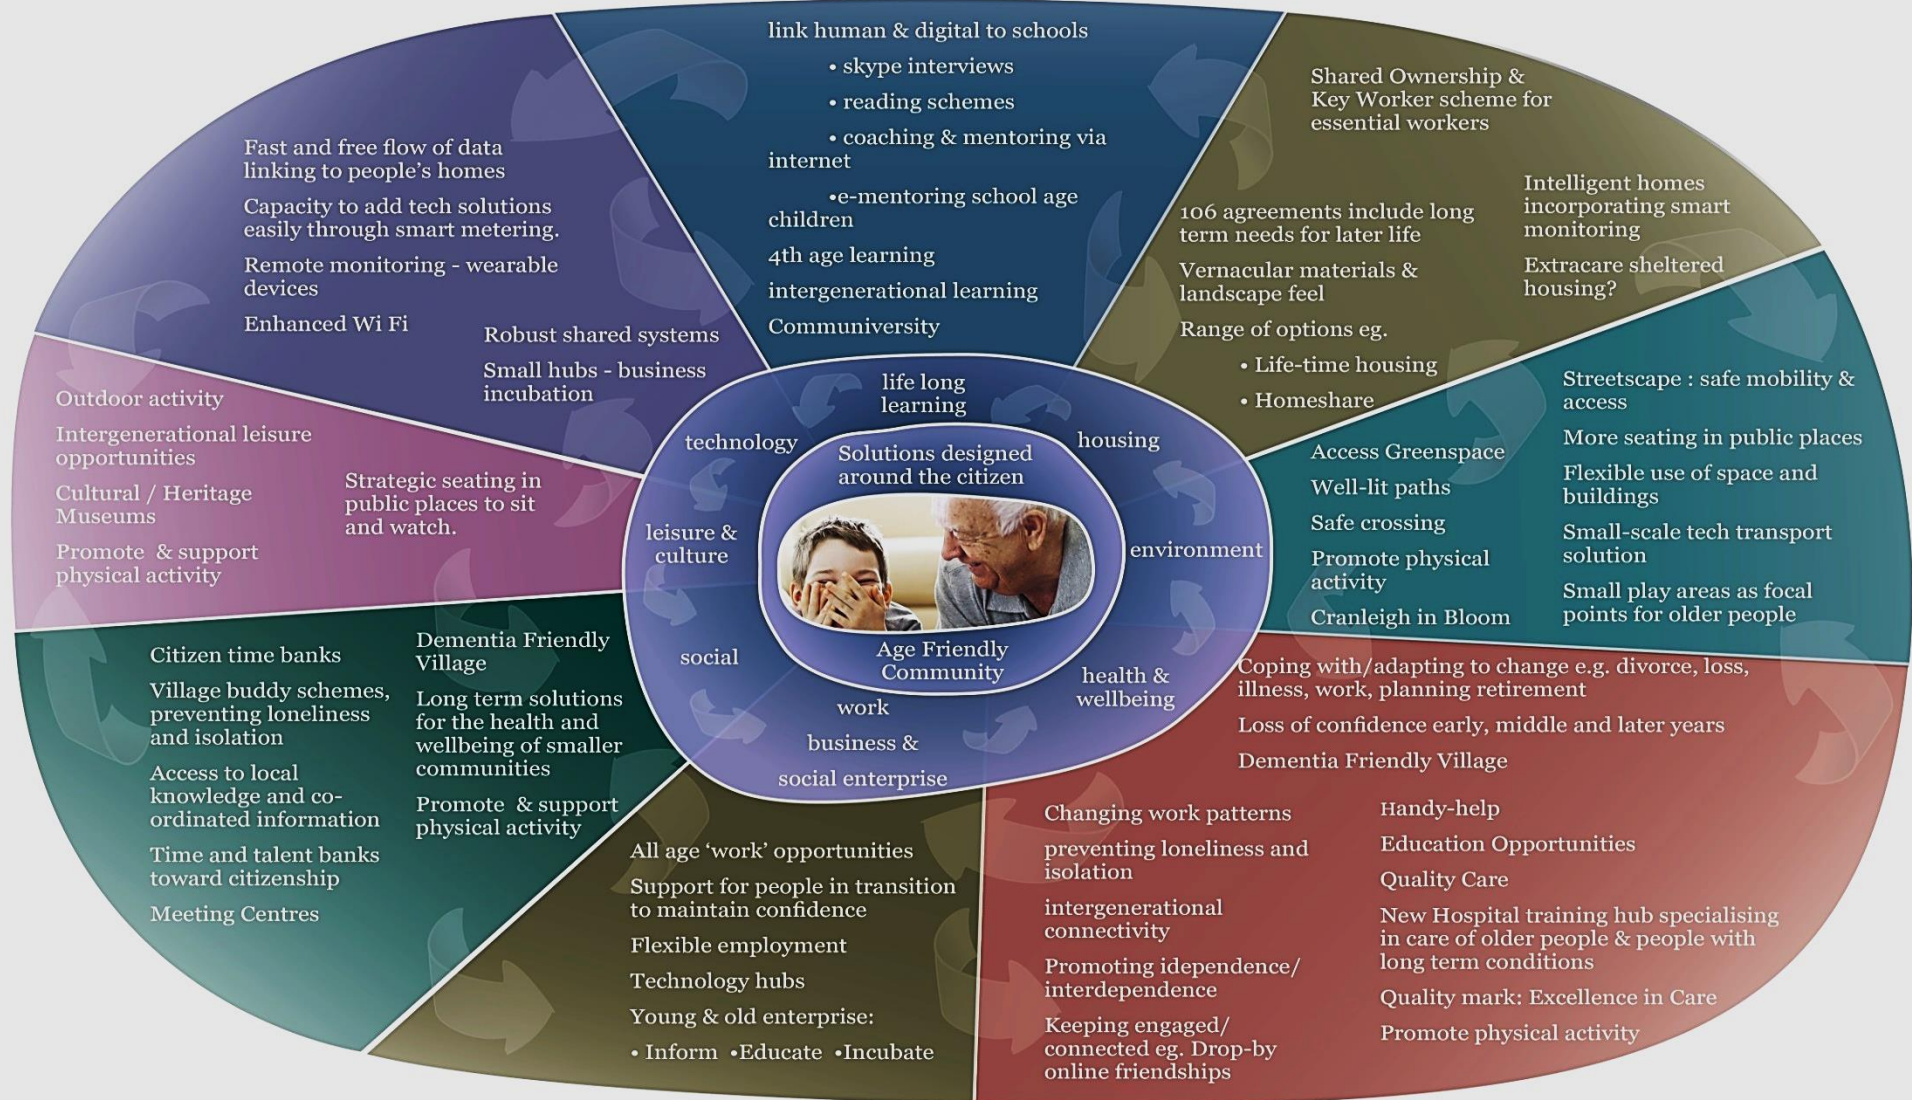 link human & digital to schools
• skype interviews
• reading schemes
• coaching & mentoring via
internet
•e-mentoring school age
children
4th age learning
intergenerational learning
Communiversity
Shared Ownership &
Key Worker scheme for
essential workers
106 agreements include long
term needs for later life
Vernacular materials &
landscape feel
Range of options eg.
• Life-time housing
• Homeshare
Intelligent homes
incorporating smart
monitoring
Extracare sheltered
housing?
Access Greenspace
Well-lit paths
Safe crossing
Promote physical
activity
Cranleigh in Bloom
Streetscape : safe mobility &
access
More seating in public places
Flexible use of space and
buildings
Small-scale tech transport
solution
Small play areas as focal
points for older people
Coping with/adapting to change e.g. divorce, loss,
illness, work, planning retirement
Loss of confidence early, middle and later years
Dementia Friendly Village
Changing work patterns
preventing loneliness and
isolation
intergenerational
connectivity
Promoting idependence/
interdependence
Keeping engaged/
connected eg. Drop-by
online friendships
Handy-help
Education Opportunities
Quality Care
New Hospital training hub specialising
in care of older people & people with
long term conditions
Quality mark: Excellence in Care
Promote physical activity
All age ‘work’ opportunities
Support for people in transition
to maintain confidence
Flexible employment
Technology hubs
Young & old enterprise:
• Inform •Educate •Incubate
Citizen time banks
Village buddy schemes,
preventing loneliness
and isolation
Access to local
knowledge and co-
ordinated information
Time and talent banks
toward citizenship
Meeting Centres
Dementia Friendly
Village
Long term solutions
for the health and
wellbeing of smaller
communities
Promote & support
physical activity
Outdoor activity
Intergenerational leisure
opportunities
Cultural / Heritage
Museums
Promote & support
physical activity
Strategic seating in
public places to sit
and watch.
Fast and free flow of data
linking to people’s homes
Capacity to add tech solutions
easily through smart metering.
Remote monitoring - wearable
devices
Enhanced Wi Fi
Robust shared systems
Small hubs - business
incubation
life long
learning
housing
environment
health &
wellbeing
work
business &
social enterprise
social
leisure &
culture
technology
Solutions designed
around the citizen
Age Friendly
Community